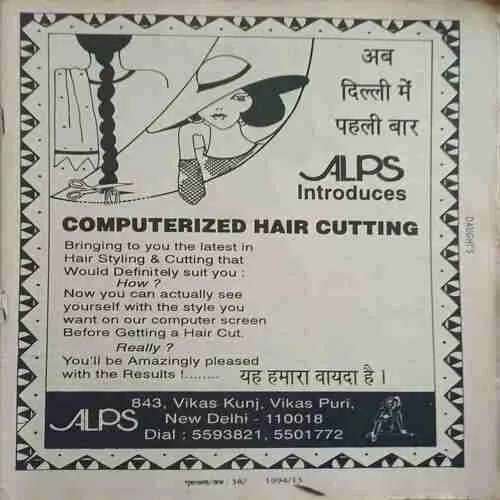 अब
दिल्ली में
पहली बार
ALPS
Introduces
COMPUTERIZED HAIR CUTTING
Bringing to you the latest in
Hair Styling & Cutting that
Would Definitely suit you :
How ?
Now you can actually see
yourself with the style you
want on our computer screen
Before Getting a Hair Cut.
Really ?
You'll be Amazingly pleased
with the Results !........ यह हमारा वायदा है ।
ALPS
843, Vikas Kunj, Vikas Puri,
New Delhi - 110018
Dial : 5593821, 5501772
1994/15